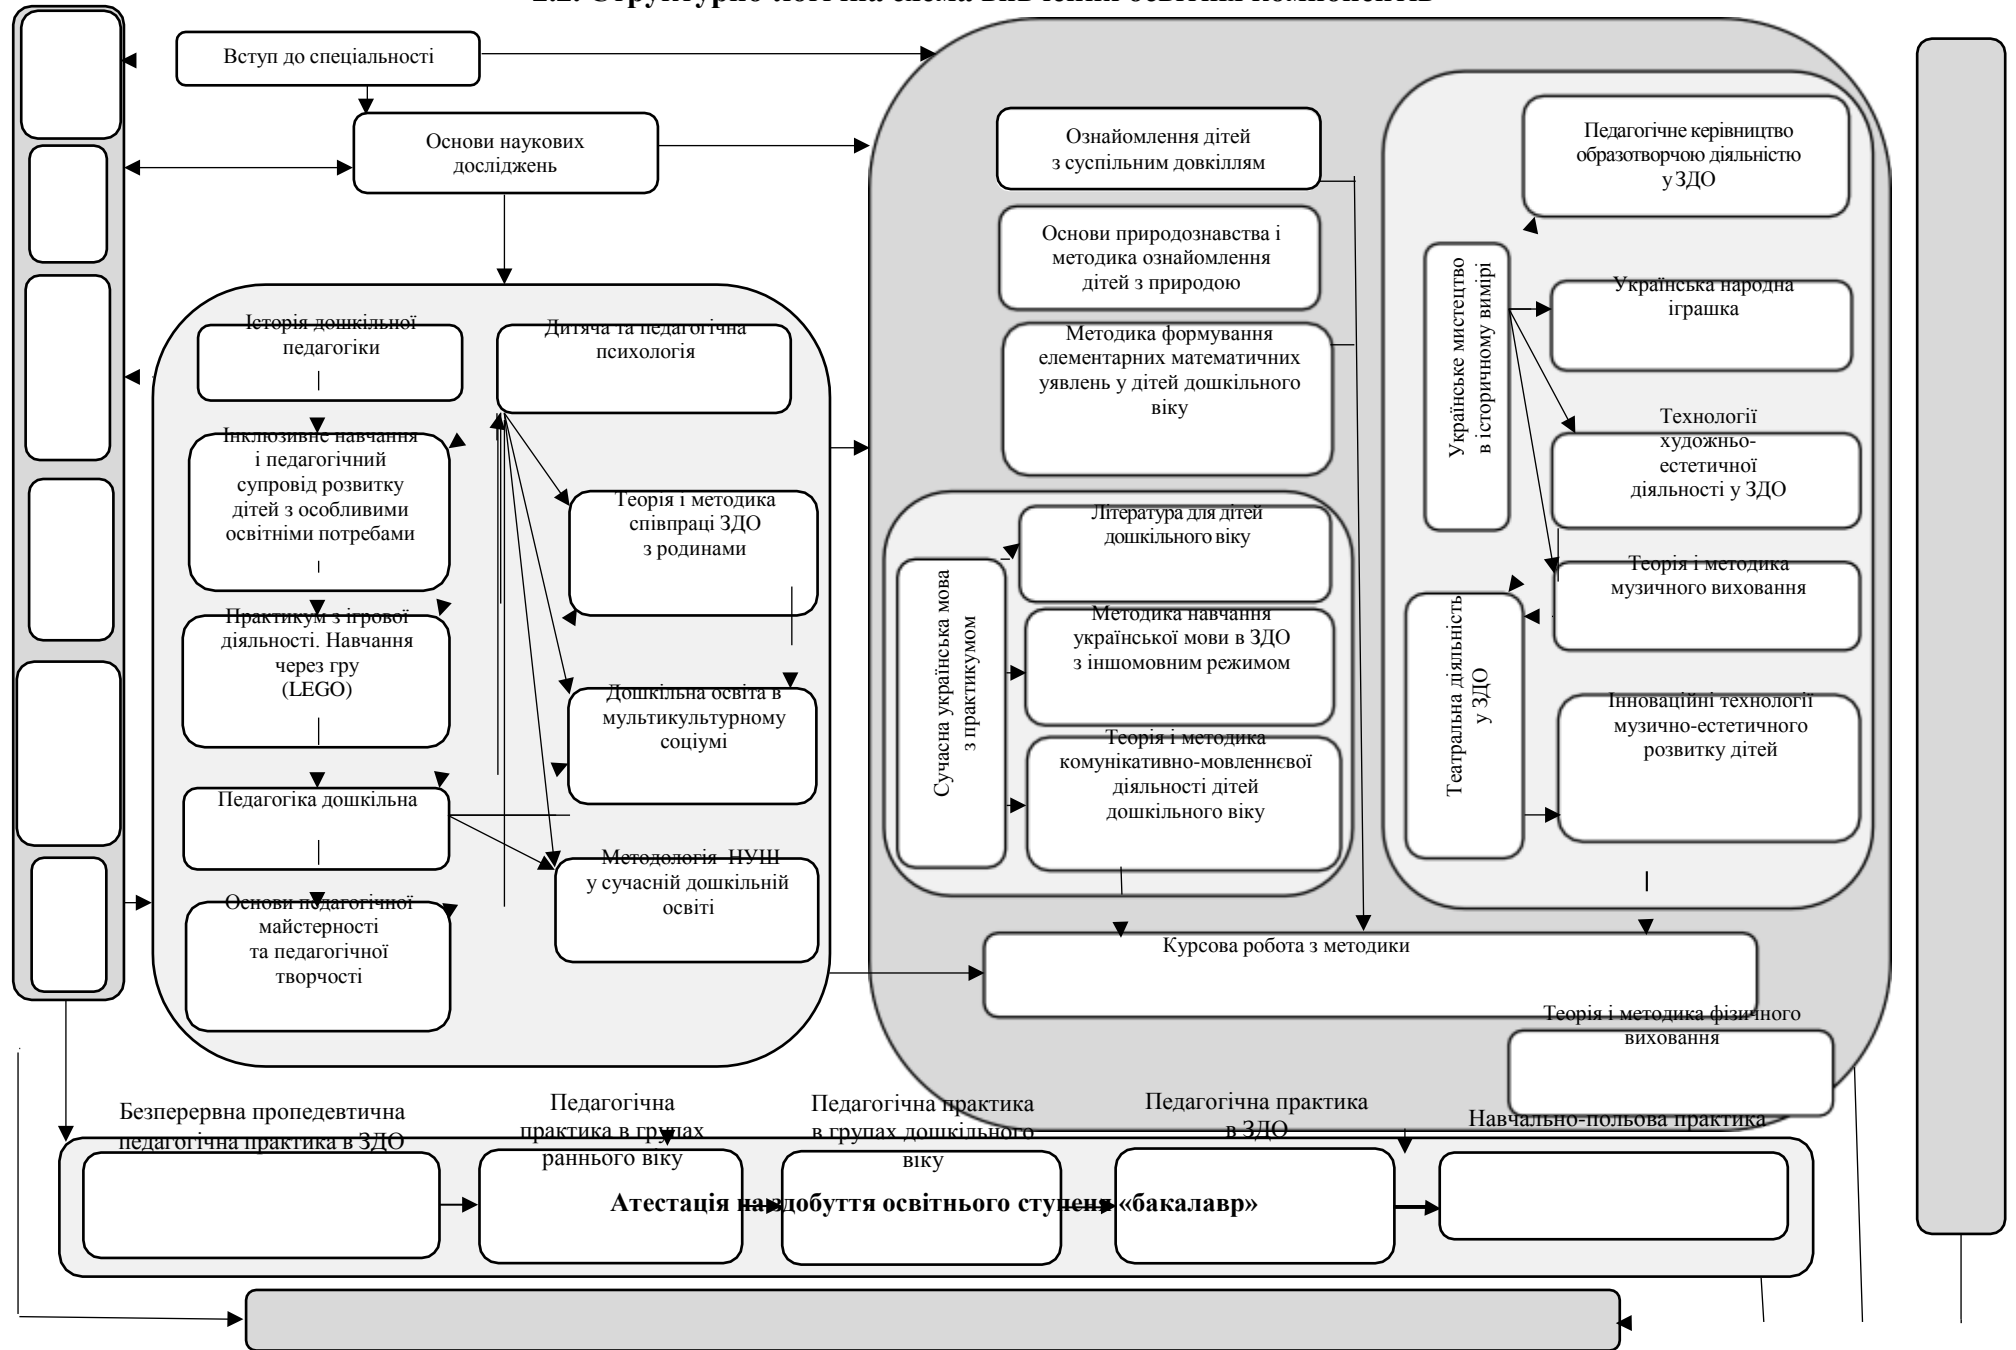 Вступ до спеціальності
Основи наукових
досліджень
Історія дошкільної
педагогіки
Дитяча та педагогічна
психологія
Інклюзивне навчання
і педагогічний
супровід розвитку
дітей з особливими
освітніми потребами
Теорія і методика
співпраці ЗДО
з родинами
Практикум з ігрової
діяльності. Навчання
через гру
(LEGO)
Дошкільна освіта в
мультикультурному
соціумі
Педагогіка дошкільна
Методологія НУШ
у сучасній дошкільній
освіті
Основи педагогічної
майстерності
та педагогічної
творчості
Ознайомлення дітей
з суспільним довкіллям
Основи природознавства і
методика ознайомлення
дітей з природою
Методика формування
елементарних математичних
уявлень у дітей дошкільного
віку
Сучасна українська мова
з практикумом
Література для дітей
дошкільного віку
Методика навчання
української мови в ЗДО
з іншомовним режимом
Теорія і методика
комунікативно-мовленнєвої
діяльності дітей
дошкільного віку
Педагогічне керівництво
образотворчою діяльністю
у ЗДО
Українське мистецтво
в історичному вимірі
Українська народна
іграшка
Технології
художньо-
естетичної
діяльності у ЗДО
Теорія і методика
музичного виховання
Театральна діяльність
у ЗДО
Інноваційні технології
музично-естетичного
розвитку дітей
Курсова робота з методики
Теорія і методика фізичного
виховання
Безперервна пропедевтична
педагогічна практика в ЗДО
Педагогічна
практика в групах
раннього віку
Педагогічна практика
в групах дошкільного
віку
Педагогічна практика
в ЗДО
Навчально-польова практика
Атестація на здобуття освітнього ступеня «бакалавр»